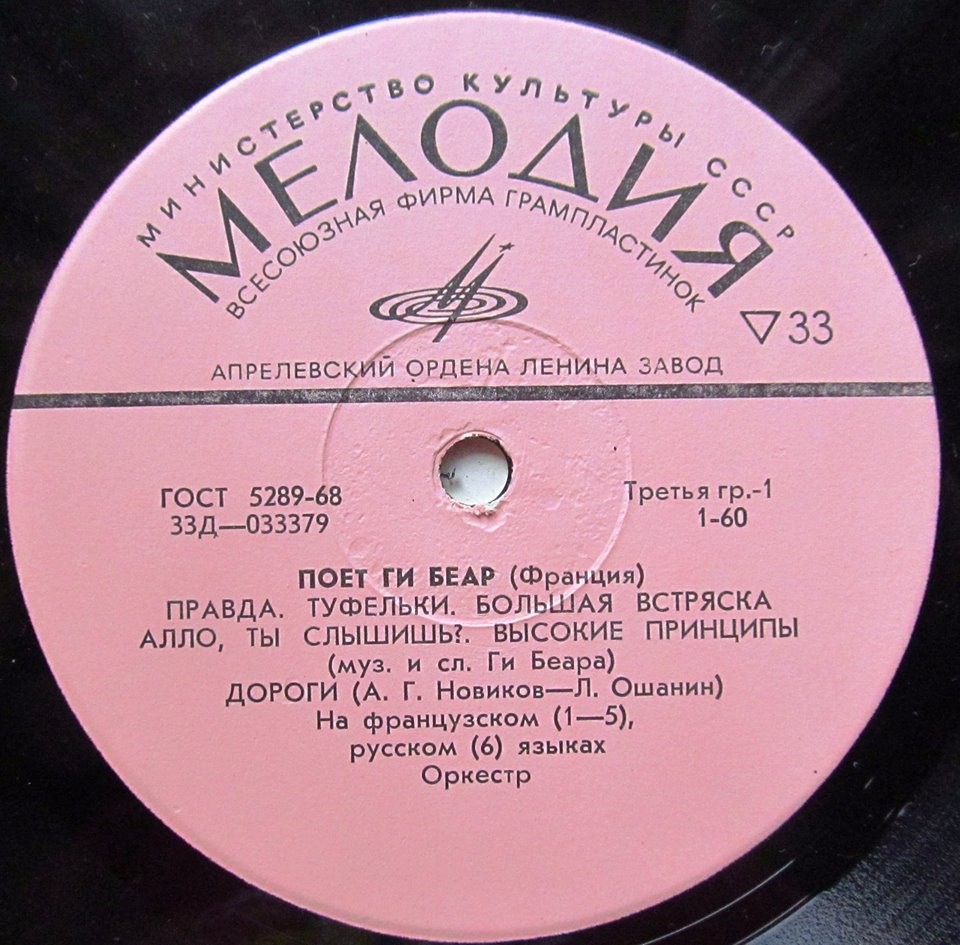 МИНИСТЕРСТВО КУЛЬТУРЫ СССР
МЕЛОДИЯ
ВСЕСОЮЗНАЯ ФИРМА ГРАМПЛАСТИНОК
▽33
АПРЕЛЕВСКИЙ ОРДЕНА ЛЕНИНА ЗАВОД
ГОСТ 5289-68
33Д—033379
Третья гр.-1
1-60
ПОЕТ ГИ БЕАР (Франция)
ПРАВДА. ТУФЕЛЬКИ. БОЛЬШАЯ ВСТРЯСКА
АЛЛО, ТЫ СЛЫШИШЬ?. ВЫСОКИЕ ПРИНЦИПЫ
(муз. и сл. Ги Беара)
ДОРОГИ (А. Г. Новиков—Л. Ошанин)
На французском (1—5),
русском (6) языках
Оркестр